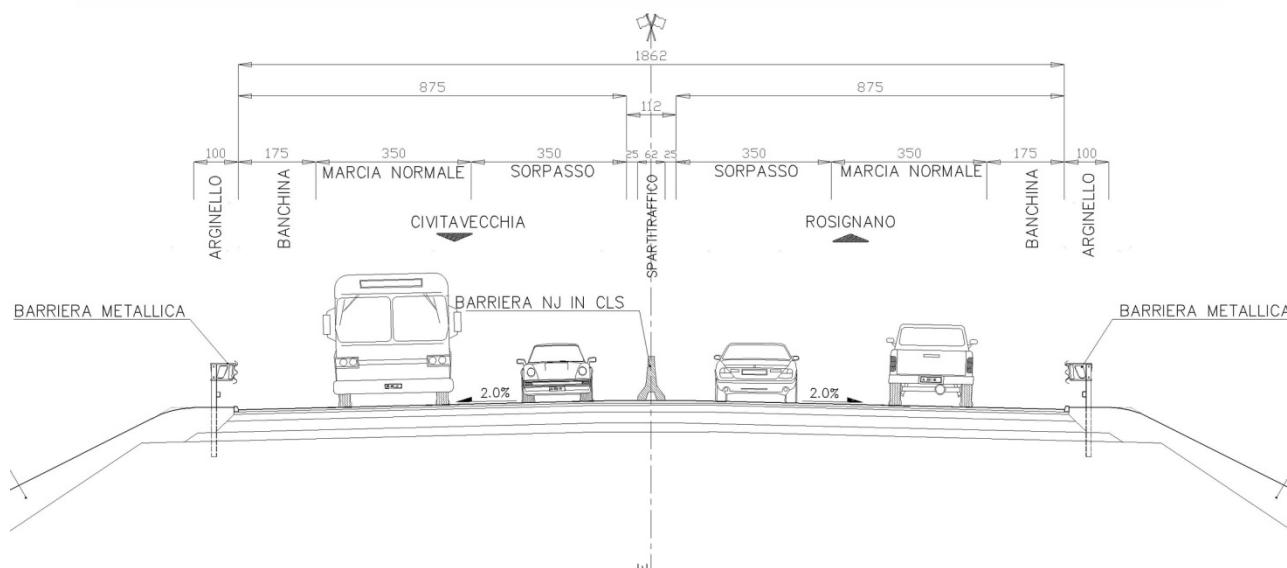 1862
875
875
112
100
175
350
350
25
62
25
350
350
175
100
MARCIA NORMALE
SORPASSO
SORPASSO
MARCIA NORMALE
ARGINELLO
BANCHINA
SPARTITRAFFICO
BANCHINA
ARGINELLO
CIVITAVECCHIA
ROSIGNANO
BARRIERA METALLICA
BARRIERA NJ IN CLS
BARRIERA METALLICA
2.0%
2.0%